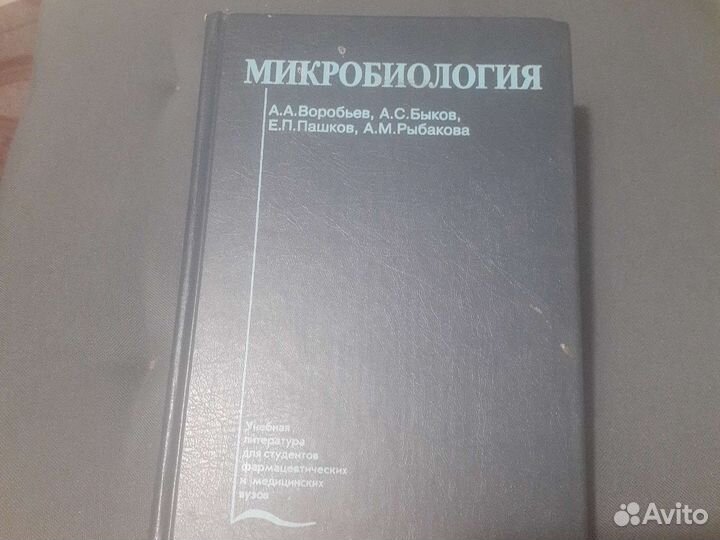 МИКРОБИОЛОГИЯ
А.А.Воробьев, А.С.Быков,
Е.П.Пашков, А.М.Рыбакова
Учебная
литература
для студентов
фармацевтических
и медицинских
вузов
Avito